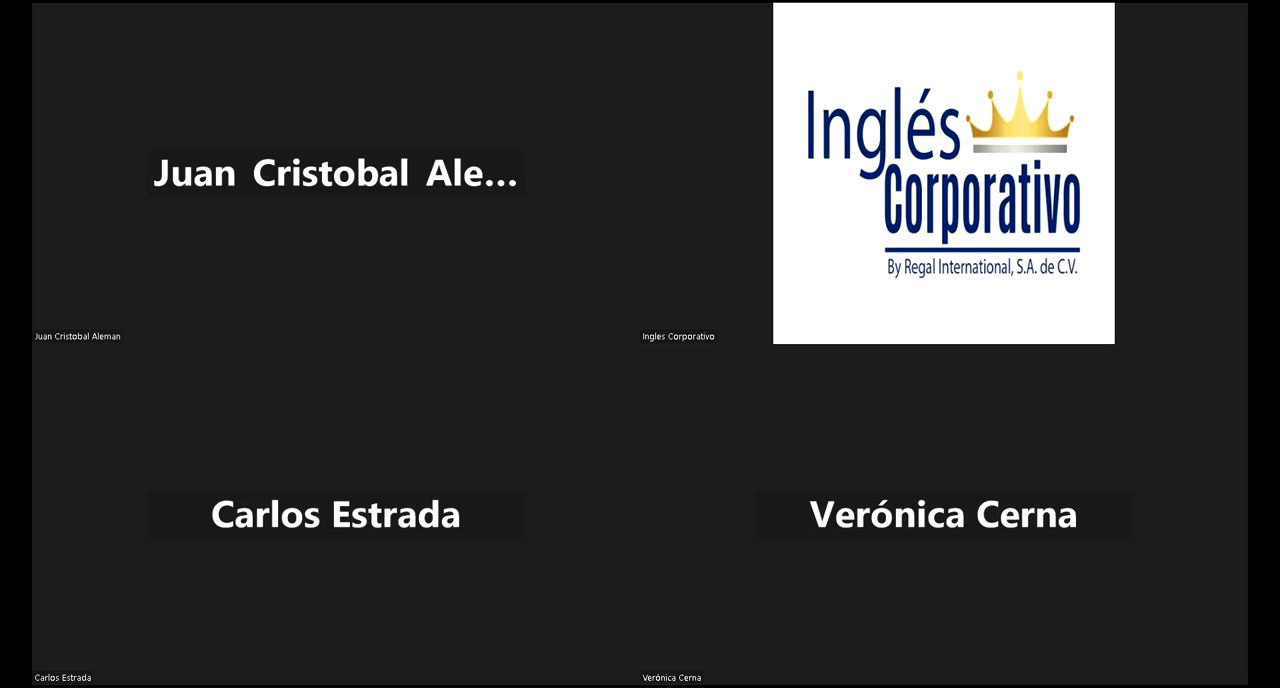 Juan Cristobal Ale...
Juan Cristobal Aleman
Inglés
Corporativo
By Regal International, S.A. de C.V.
Ingles Corporativo
Carlos Estrada
Carlos Estrada
Verónica Cerna
Verónica Cerna